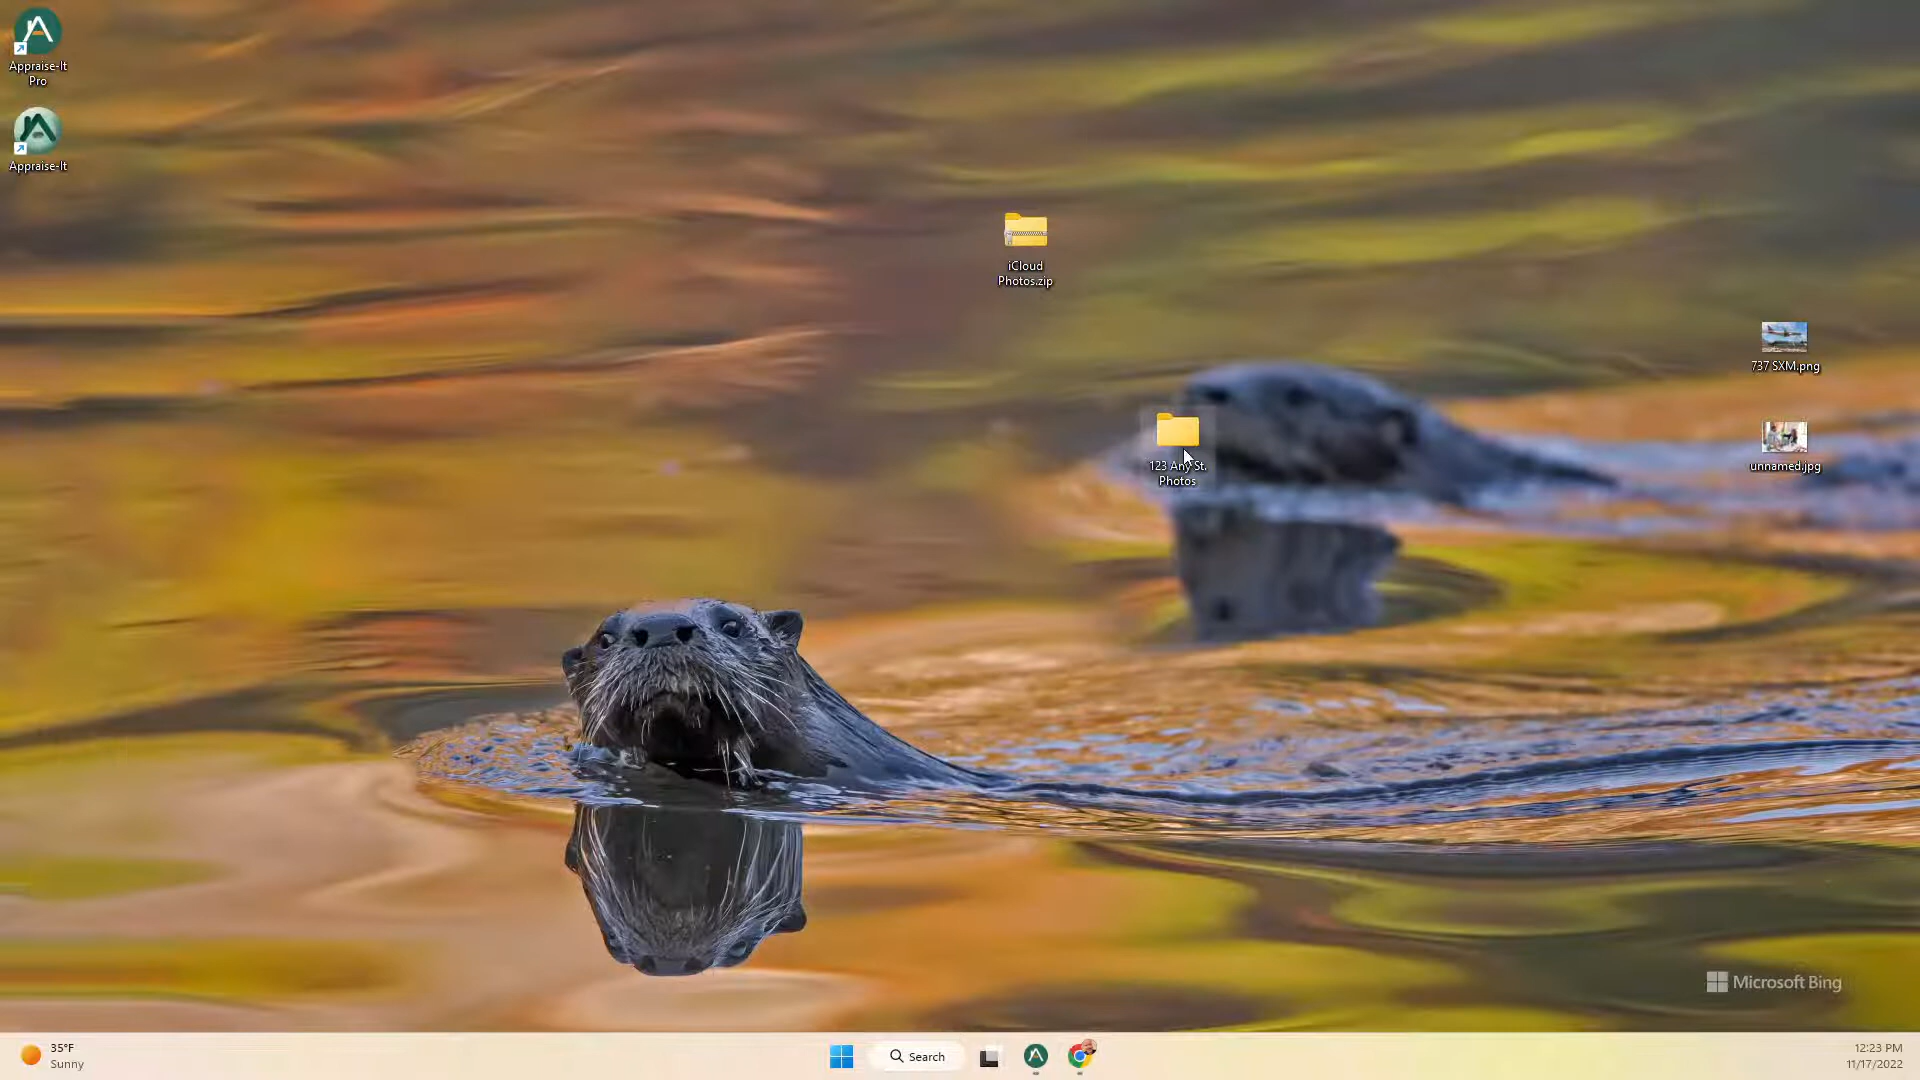 Appraise-It
Pro
Appraise-It
iCloud
Photos.zip
737 SXM.png
123 Any St.
Photos
unnamed.jpg
Microsoft Bing
35°F
Sunny
Search
12:23 PM
11/17/2022